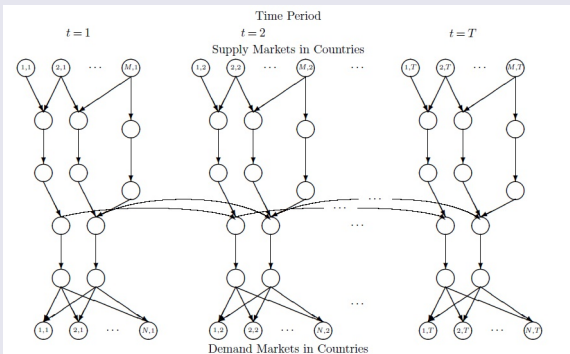 Time Period
t = 1 t = 2 t = T
Supply Markets in Countries
1,1 2,1 ... M,1 1,2 2,2 ... M,2 ... 1,T 2,T ... M,T
...
...
...
...
1,1 2,1 ... N,1 1,2 2,2 ... N,2 1,T 2,T ... N,T
Demand Markets in Countries